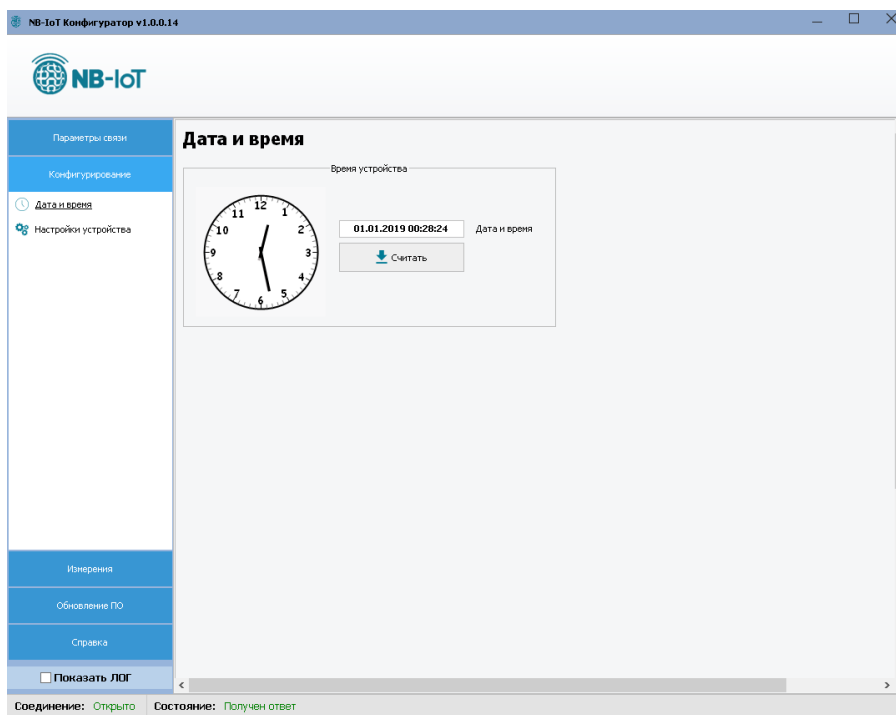 NB-IoT Конфигуратор v1.0.0.14
NB-IoT
Параметры связи
Конфигурирование
Дата и время
Настройки устройства
Измерения
Обновление ПО
Справка
Показать ЛОГ
Дата и время
Время устройства
12
1
2
3
4
5
6
7
8
9
10
11
01.01.2019 00:28:24 Дата и время
Считать
Соединение: Открыто Состояние: Получен ответ